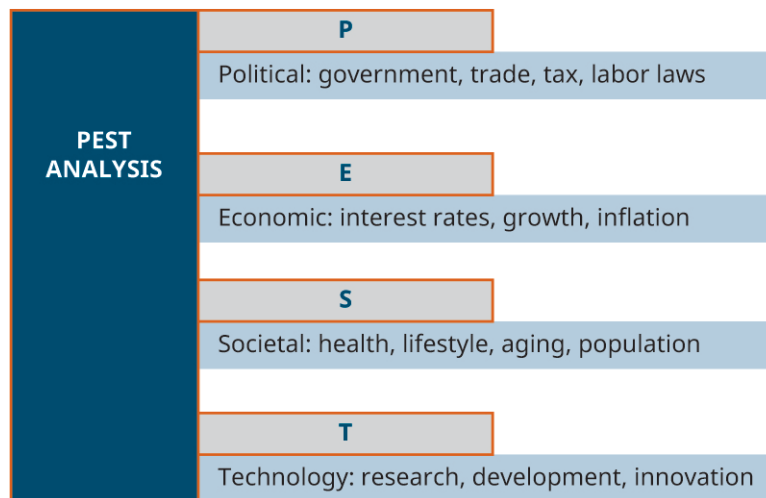 PEST
ANALYSIS
P
Political: government, trade, tax, labor laws
E
Economic: interest rates, growth, inflation
S
Societal: health, lifestyle, aging, population
T
Technology: research, development, innovation